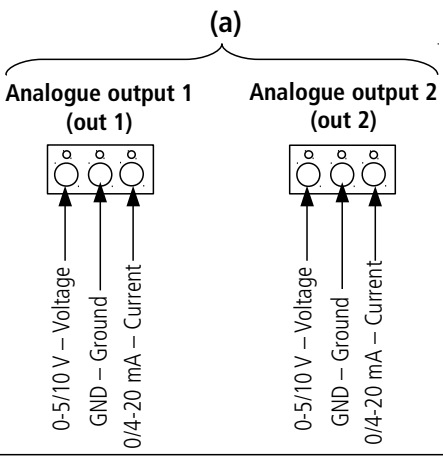 (a)
Analogue output 1
(out 1)
Analogue output 2
(out 2)
0-5/10 V – Voltage
GND – Ground
0/4-20 mA – Current
0-5/10 V – Voltage
GND – Ground
0/4-20 mA – Current